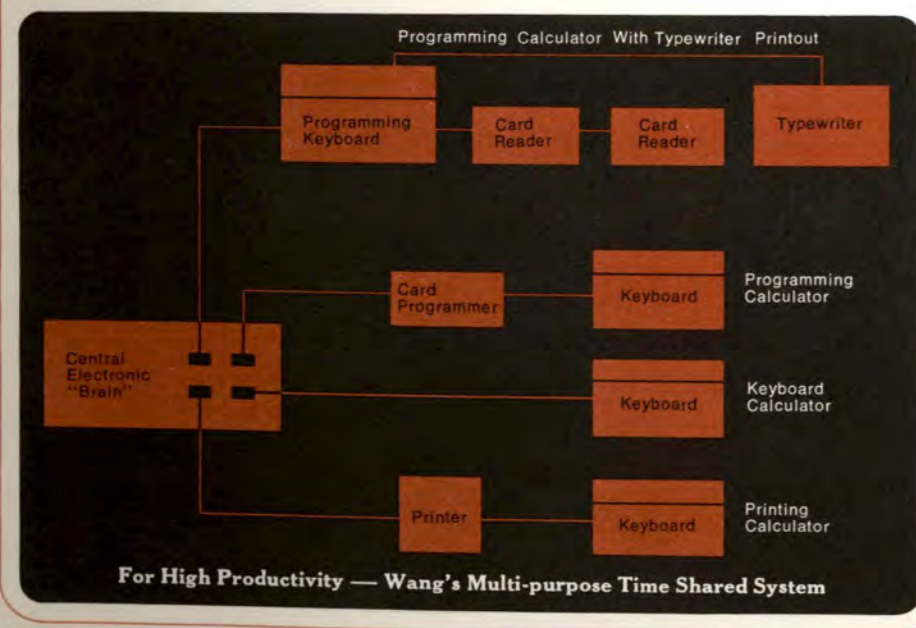 Programming Calculator With Typewriter Printout
Programming
Keyboard
Card
Reader
Card
Reader
Typewriter
Card
Programmer
Keyboard
Programming
Calculator
Central
Electronic
"Brain"
Keyboard
Keyboard
Calculator
Printer
Keyboard
Printing
Calculator
For High Productivity — Wang's Multi-purpose Time Shared System